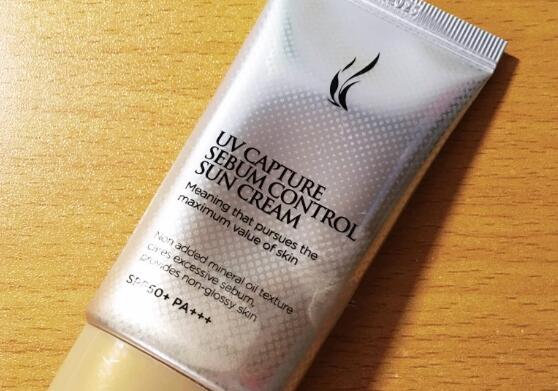 UV CAPTURE
SEBUM CONTROL
SUN CREAM
Meaning that pursues the
maximum value of skin
Non added mineral oil texture
cares excessive sebum,
provides non-glossy skin
SPF50+ PA+++